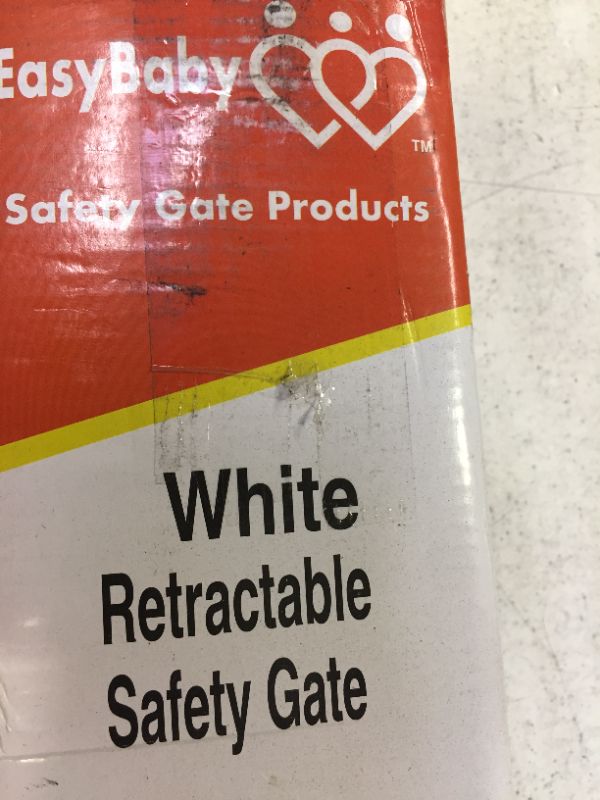 EasyBaby
TM
Safety Gate Products
White
Retractable
Safety Gate